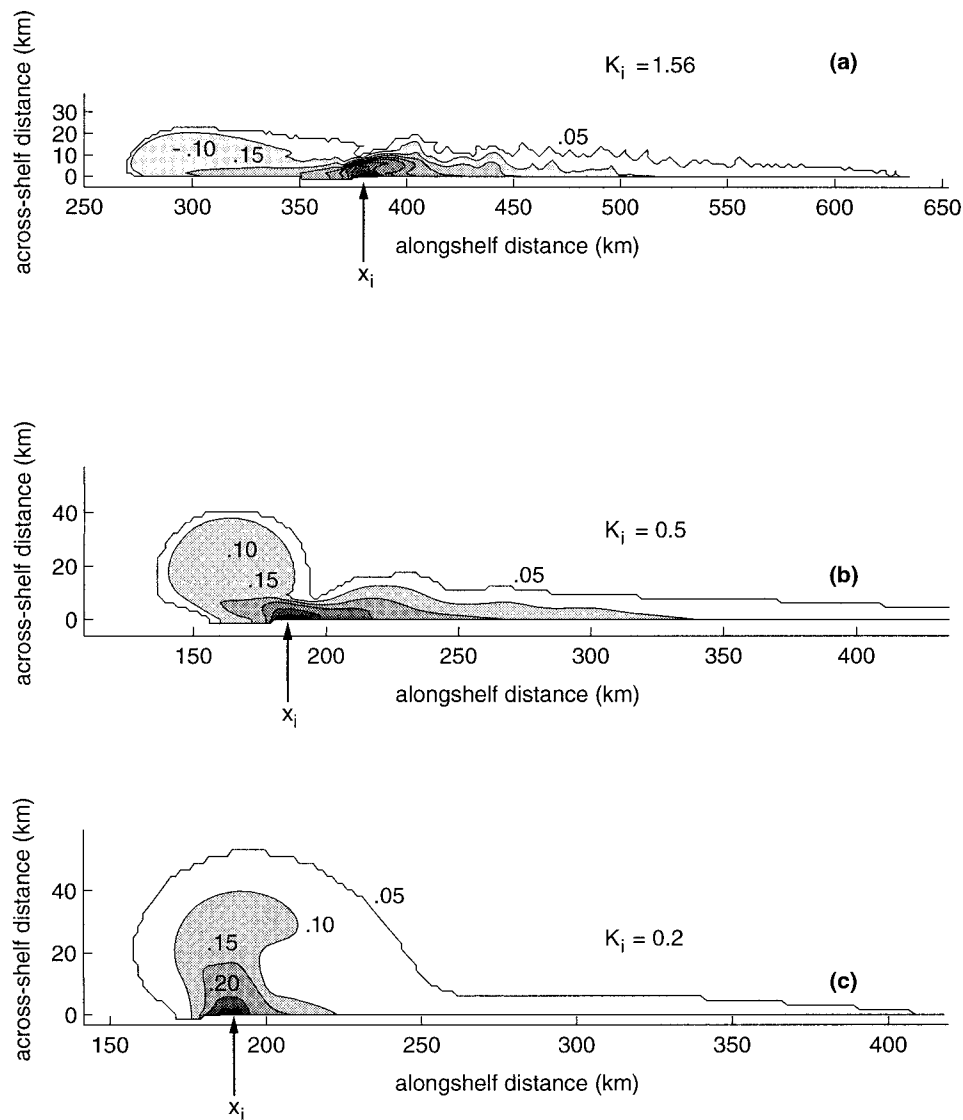 across-shelf distance (km)
K_i = 1.56
(a)
30
20
10
0
.10
.15
.05
250
300
350
400
450
500
550
600
650
alongshelf distance (km)
x_i
across-shelf distance (km)
K_i = 0.5
(b)
40
20
0
.10
.15
.05
150
200
250
300
350
400
alongshelf distance (km)
x_i
across-shelf distance (km)
K_i = 0.2
(c)
40
20
0
.05
.10
.15
.20
150
200
250
300
350
400
alongshelf distance (km)
x_i